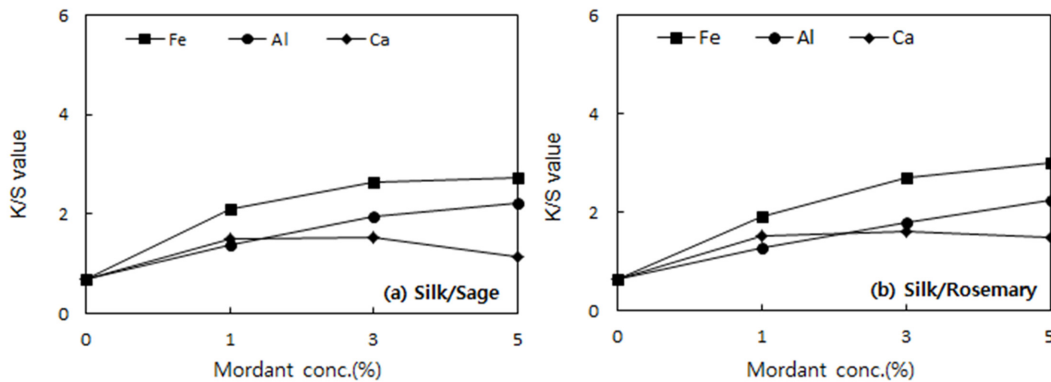 6
Fe Al Ca
4
K/S value
2
(a) Silk/Sage
0
0 1 3 5
Mordant conc.(%)
6
Fe Al Ca
4
K/S value
2
(b) Silk/Rosemary
0
0 1 3 5
Mordant conc.(%)